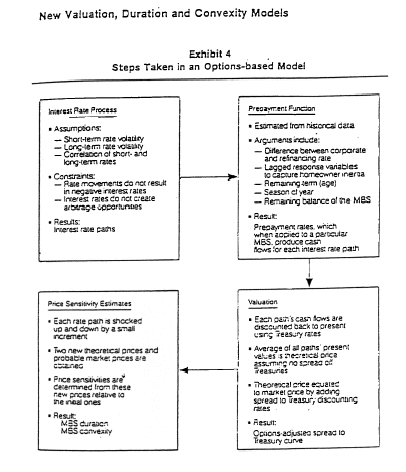 New Valuation, Duration and Convexity Models
Exhibit 4
Steps Taken in an Options-based Model
Interest Rate Process
• Assumptions:
— Short-term rate volatility
— Long-term rate volatility
— Correlation of short- and
long-term rates
• Constraints:
— Rate movements do not result
in negative interest rates
— Interest rates do not create
arbitrage opportunities
• Results:
Interest rate paths
Prepayment Function
• Estimated from historical data
• Arguments include:
— Difference between corporate
and refinancing rate
— Lagged response variables
to capture homeowner inertia
— Remaining term (age)
— Season of year
— Remaining balance of the MBS
• Result:
Prepayment rates, which
when applied to a particular
MBS, produce cash
flows for each interest rate path
Price Sensitivity Estimates
• Each rate path is shocked
up and down by a small
increment
• Two new theoretical prices and
probable market prices are
obtained
• Price sensitivities are
determined from these
new prices relative to
the initial ones
• Result:
MBS duration
MBS convexity
Valuation
• Each path's cash flows are
discounted back to present
using Treasury rates
• Average of all paths' present
values is theoretical price
assuming no spread off
Treasuries
• Theoretical price equated
to market price by adding
spread to Treasury discounting
rates
• Result:
Options-adjusted spread to
Treasury curve